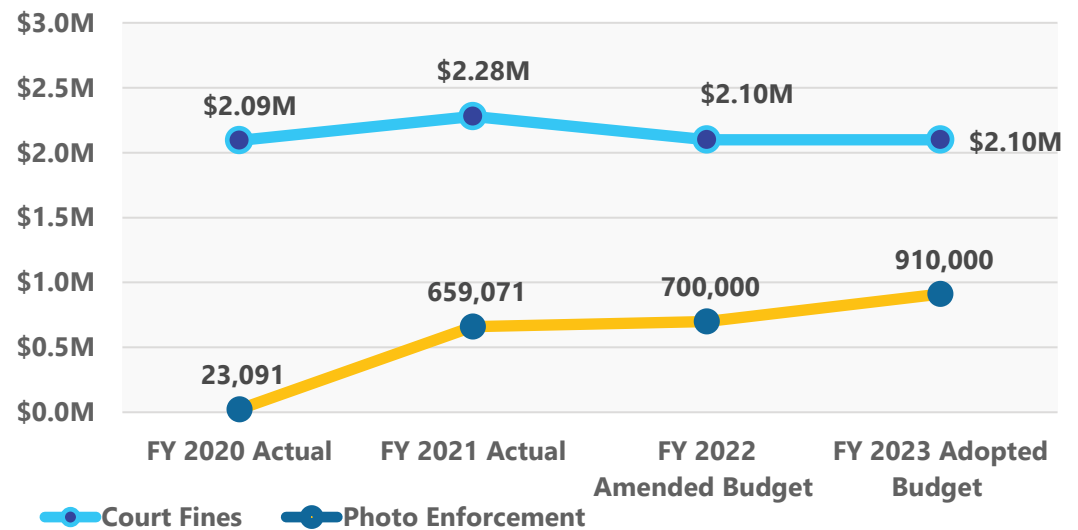 $3.0M
$2.5M
$2.0M
$1.5M
$1.0M
$0.5M
$0.0M
$2.09M
$2.28M
$2.10M
$2.10M
23,091
659,071
700,000
910,000
FY 2020 Actual
FY 2021 Actual
FY 2022
Amended Budget
FY 2023 Adopted
Budget
Court Fines
Photo Enforcement